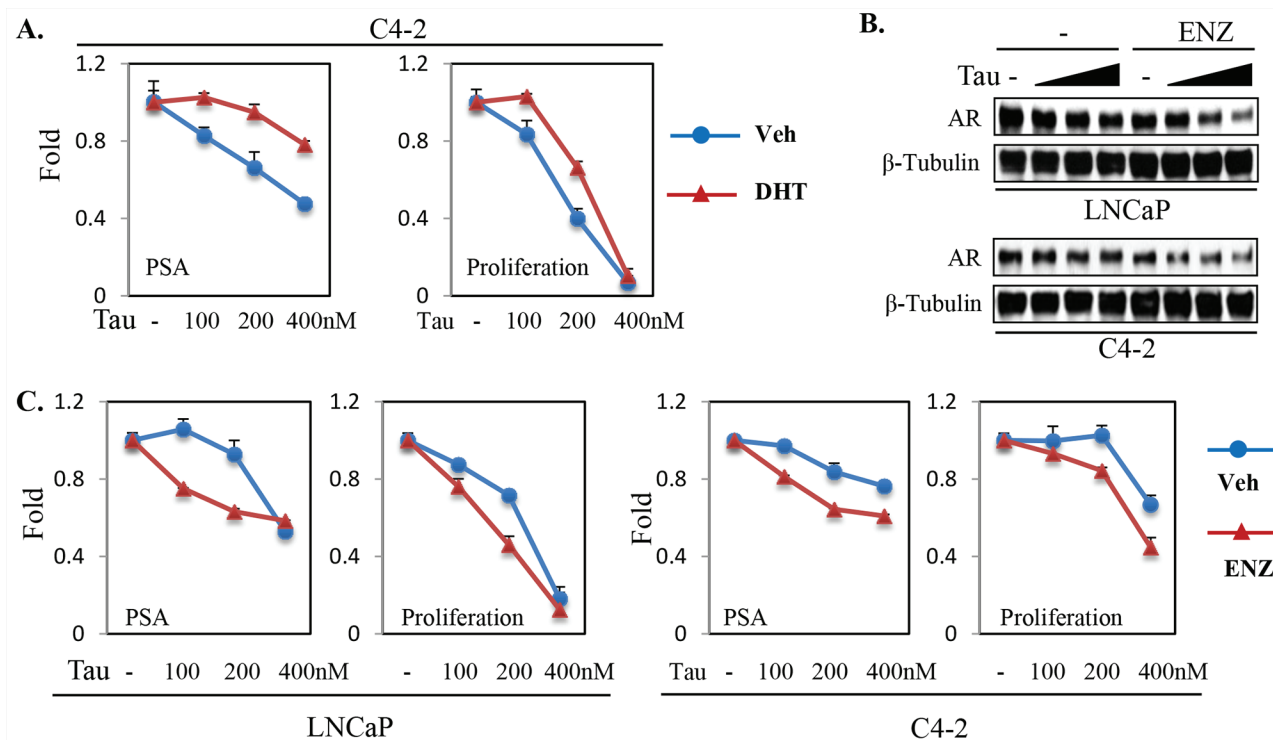 A.
C4-2
1.2
0.8
0.4
0
Fold
PSA
Tau - 100 200 400nM
1.2
0.8
0.4
0
Proliferation
- 100 200 400nM
Veh
DHT
B.
- ENZ
Tau - -
AR
β-Tubulin
LNCaP
AR
β-Tubulin
C4-2
C.
1.2
0.8
0.4
0
Fold
PSA
Tau - 100 200 400nM
1.2
0.8
0.4
0
Proliferation
- 100 200 400nM
LNCaP
1.2
0.8
0.4
0
Fold
PSA
Tau - 100 200 400nM
1.2
0.8
0.4
0
Proliferation
- 100 200 400nM
C4-2
Veh
ENZ